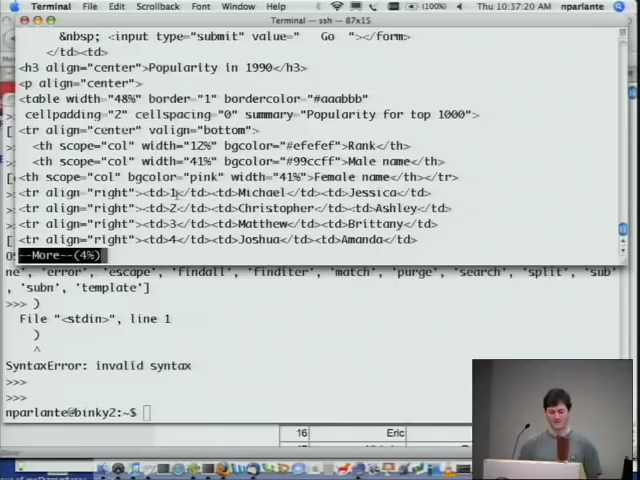 Terminal File Edit Scrollback Font Window Help (100%) Thu 10:37:20 AM nparlante
Terminal — ssh — 87x15
&nbsp; <input type="submit" value="   Go  "></form>
</td><td>
<h3 align="center">Popularity in 1990</h3>
<p align="center">
<table width="48%" border="1" bordercolor="#aaabbb"
cellpadding="2" cellspacing="0" summary="Popularity for top 1000">
<tr align="center" valign="bottom">
<th scope="col" width="12%" bgcolor="#efefef">Rank</th>
<th scope="col" width="41%" bgcolor="#99ccff">Male name</th>
<th scope="col" bgcolor="pink" width="41%">Female name</th></tr>
<tr align="right"><td>1</td><td>Michael</td><td>Jessica</td>
<tr align="right"><td>2</td><td>Christopher</td><td>Ashley</td>
<tr align="right"><td>3</td><td>Matthew</td><td>Brittany</td>
<tr align="right"><td>4</td><td>Joshua</td><td>Amanda</td>
--More--(4%)
ne', 'error', 'escape', 'findall', 'finditer', 'match', 'purge', 'search', 'split', 'sub'
, 'subn', 'template']
>>> )
File "<stdin>", line 1
)
^
SyntaxError: invalid syntax
>>>
>>>
nparlante@binky2:~$
16 Eric